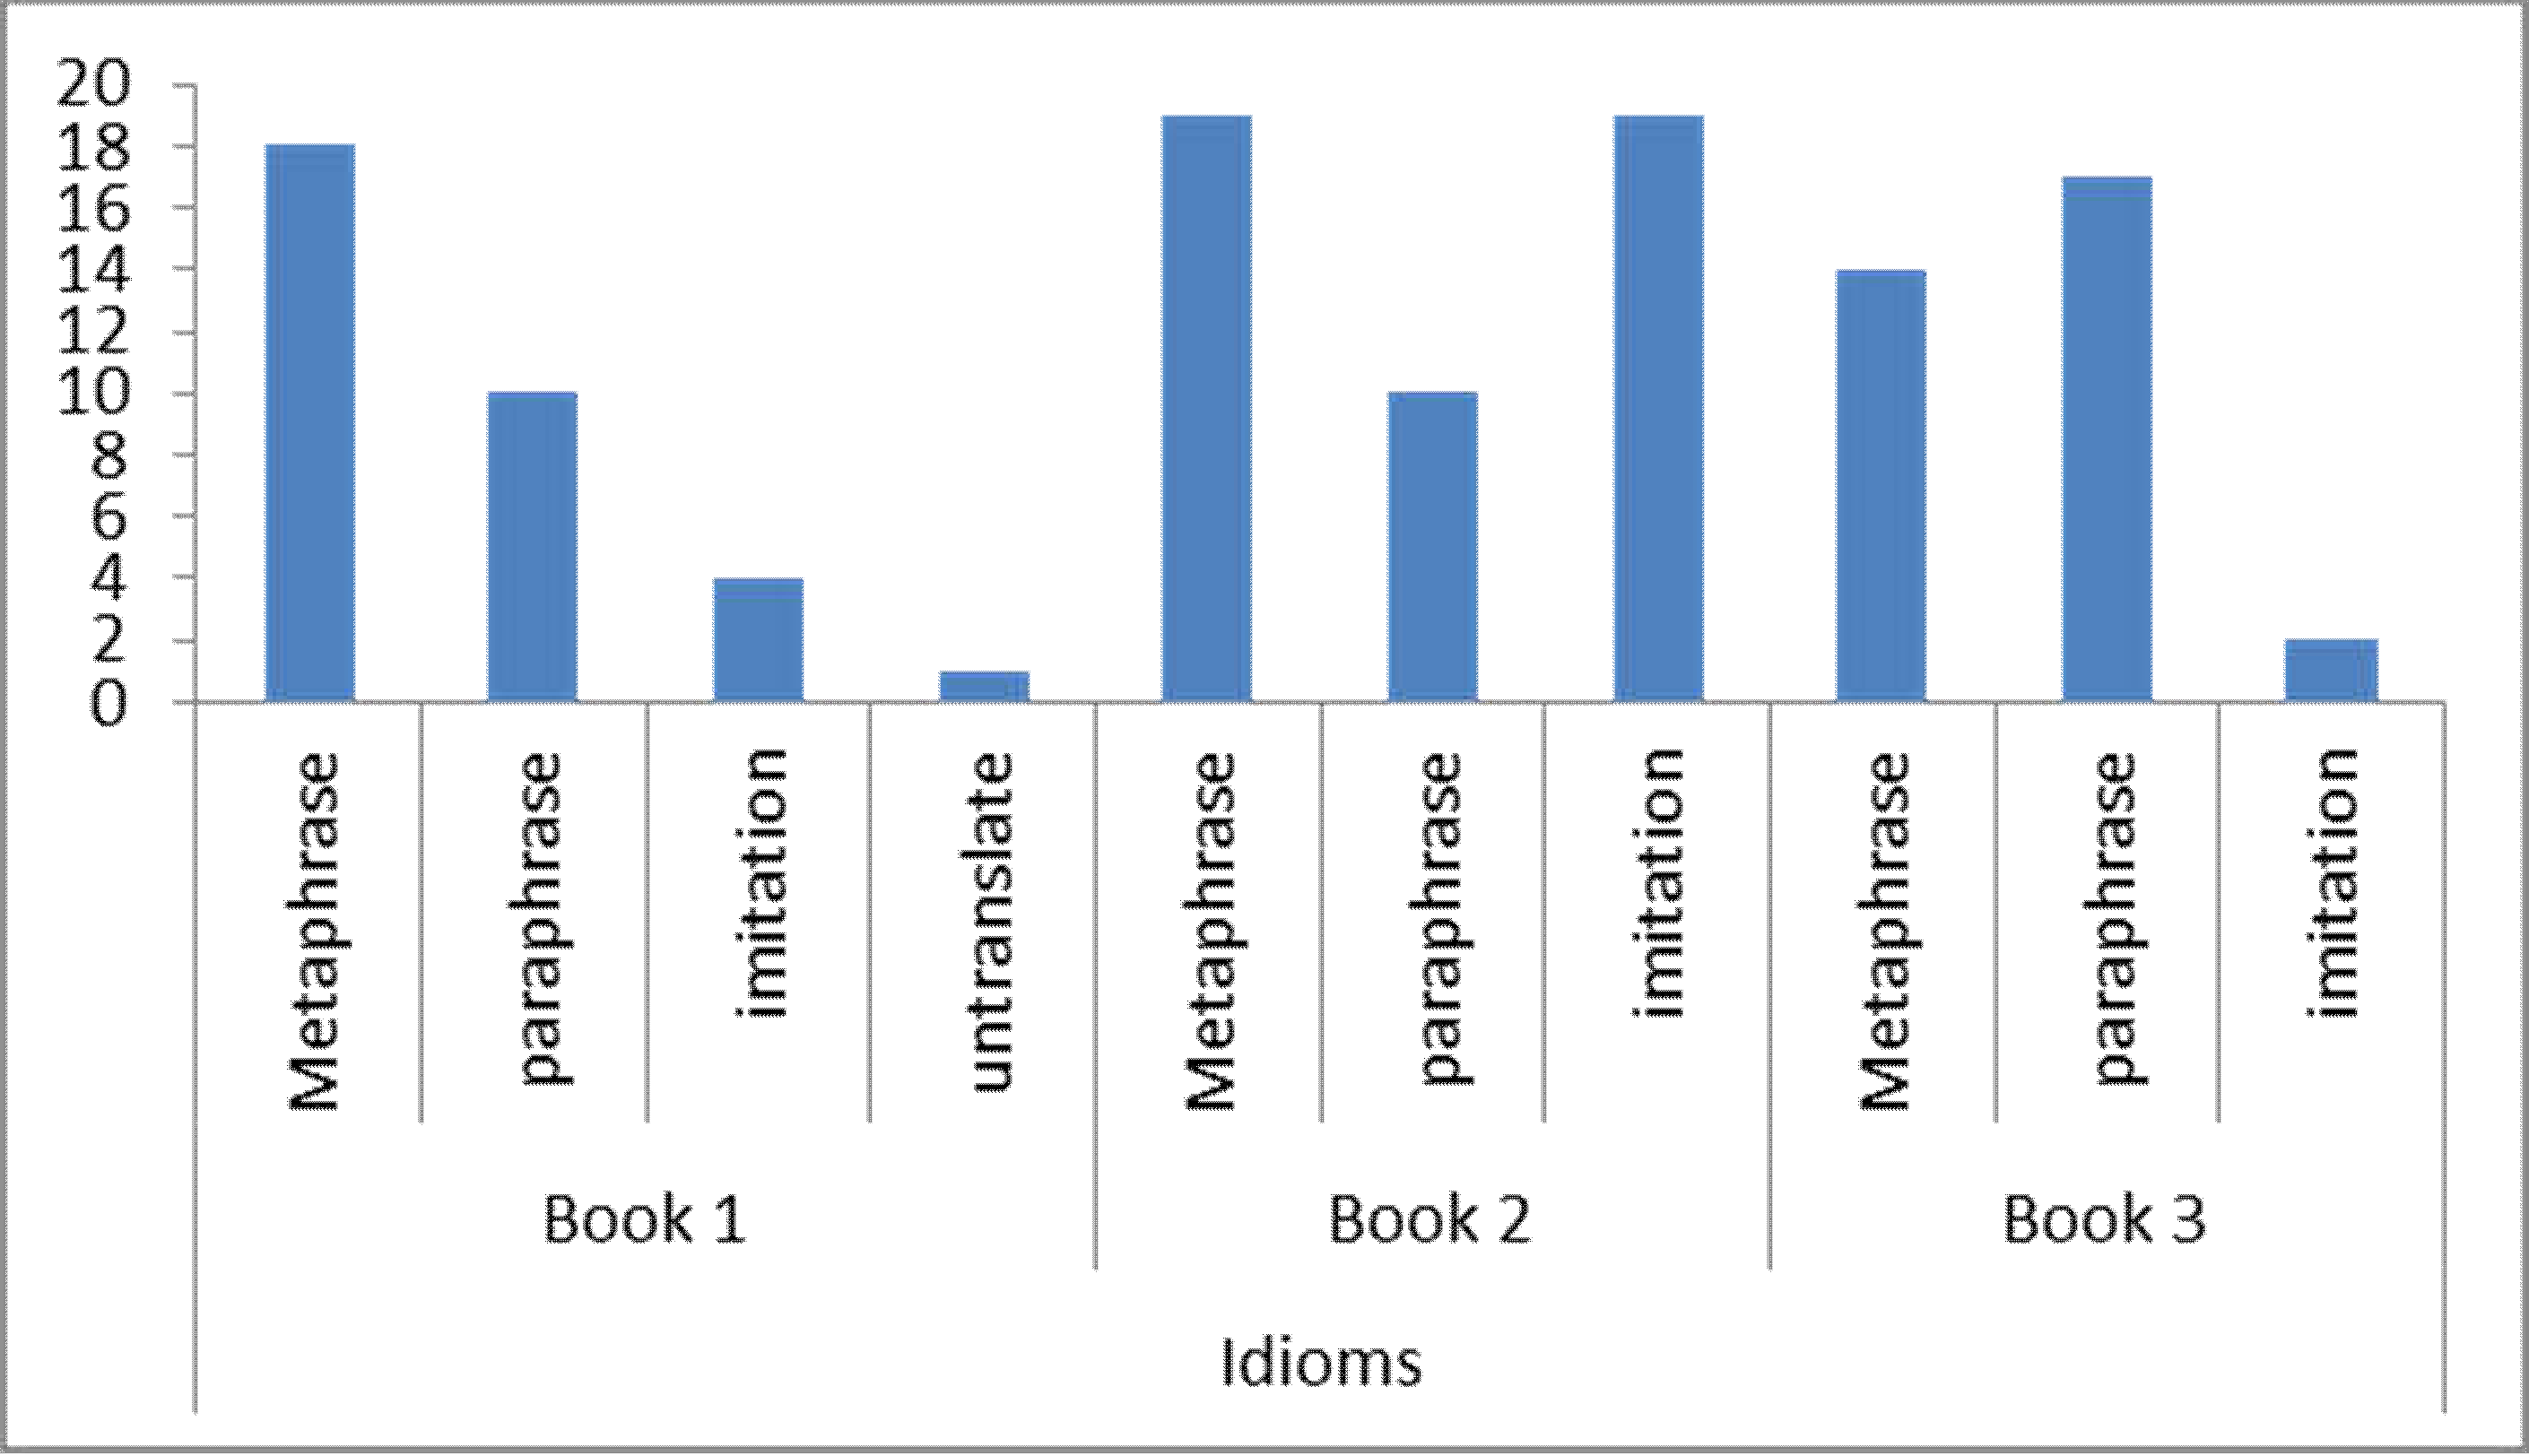 20
18
16
14
12
10
8
6
4
2
0
Metaphrase
paraphrase
imitation
untranslate
Metaphrase
paraphrase
imitation
Metaphrase
paraphrase
imitation
Book 1
Book 2
Book 3
Idioms